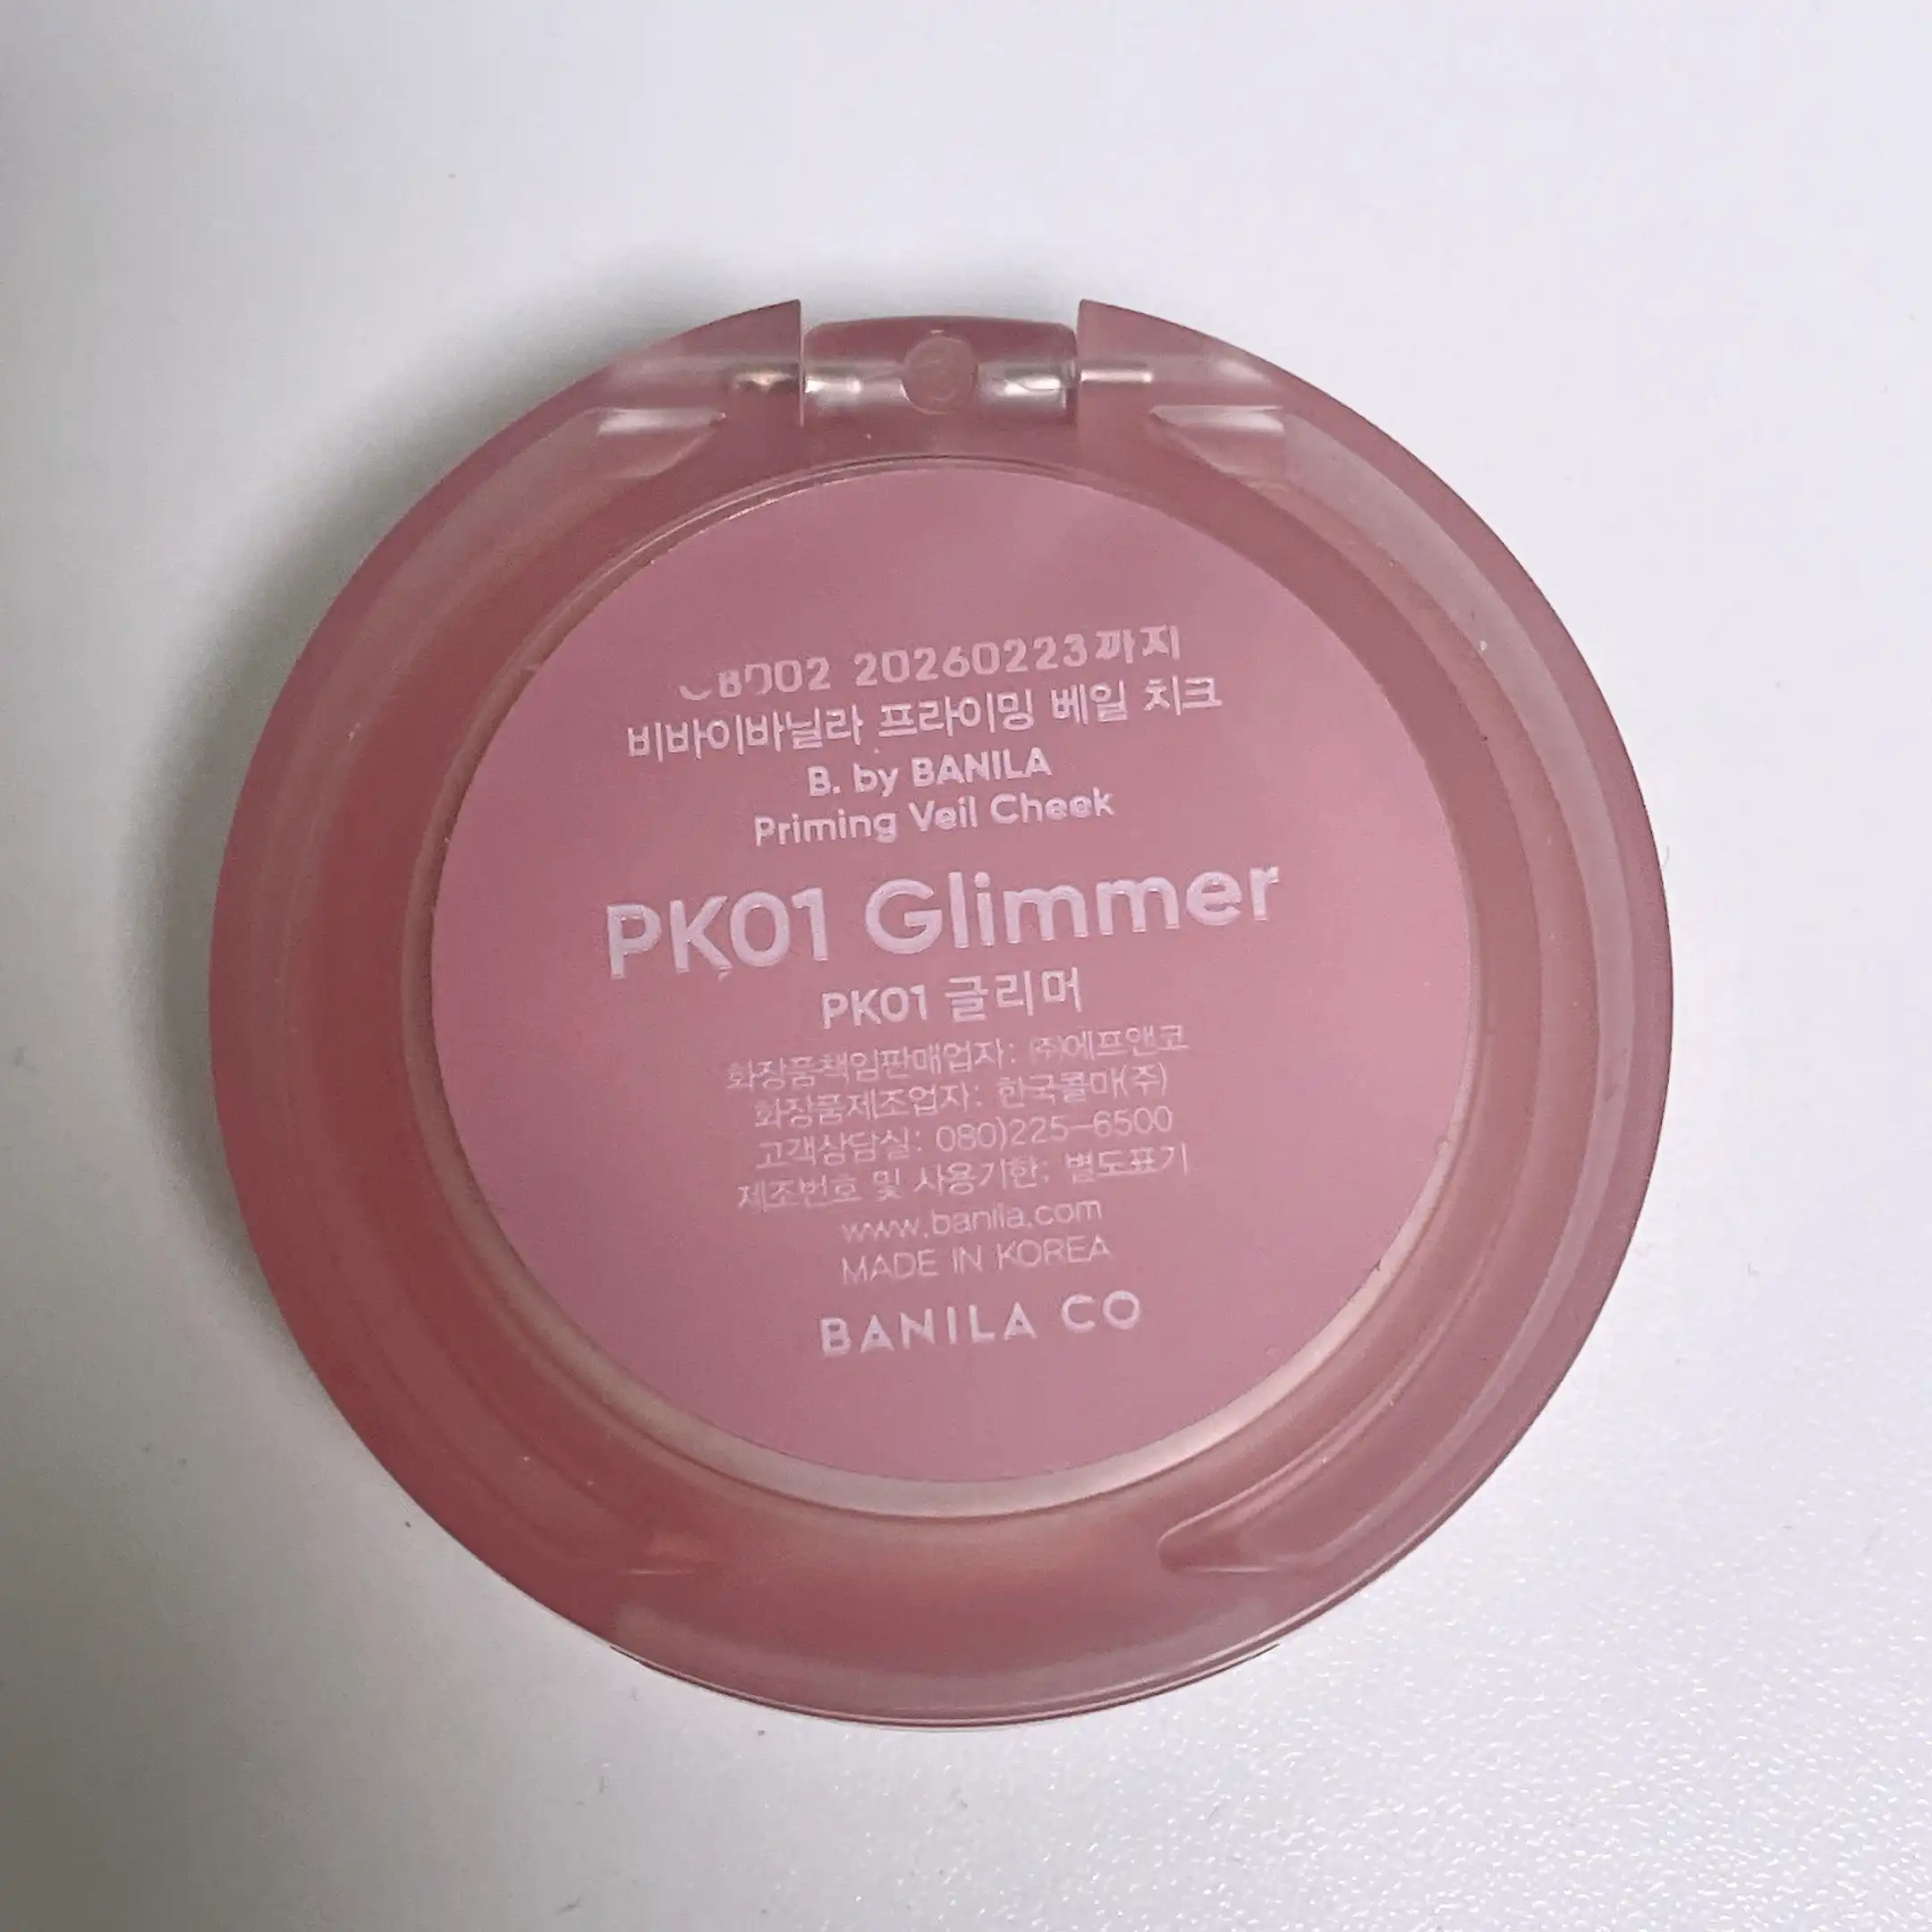 20260223까지
비바이바닐라 프라이밍 베일 치크
B. by BANILA
Priming Veil Cheek
PK01 Glimmer
PK01 글리머
화장품책임판매업자: (주)에프앤코
화장품제조업자: 한국콜마(주)
고객상담실: 080)225-6500
제조번호 및 사용기한: 별도표기
www.banila.com
MADE IN KOREA
BANILA CO